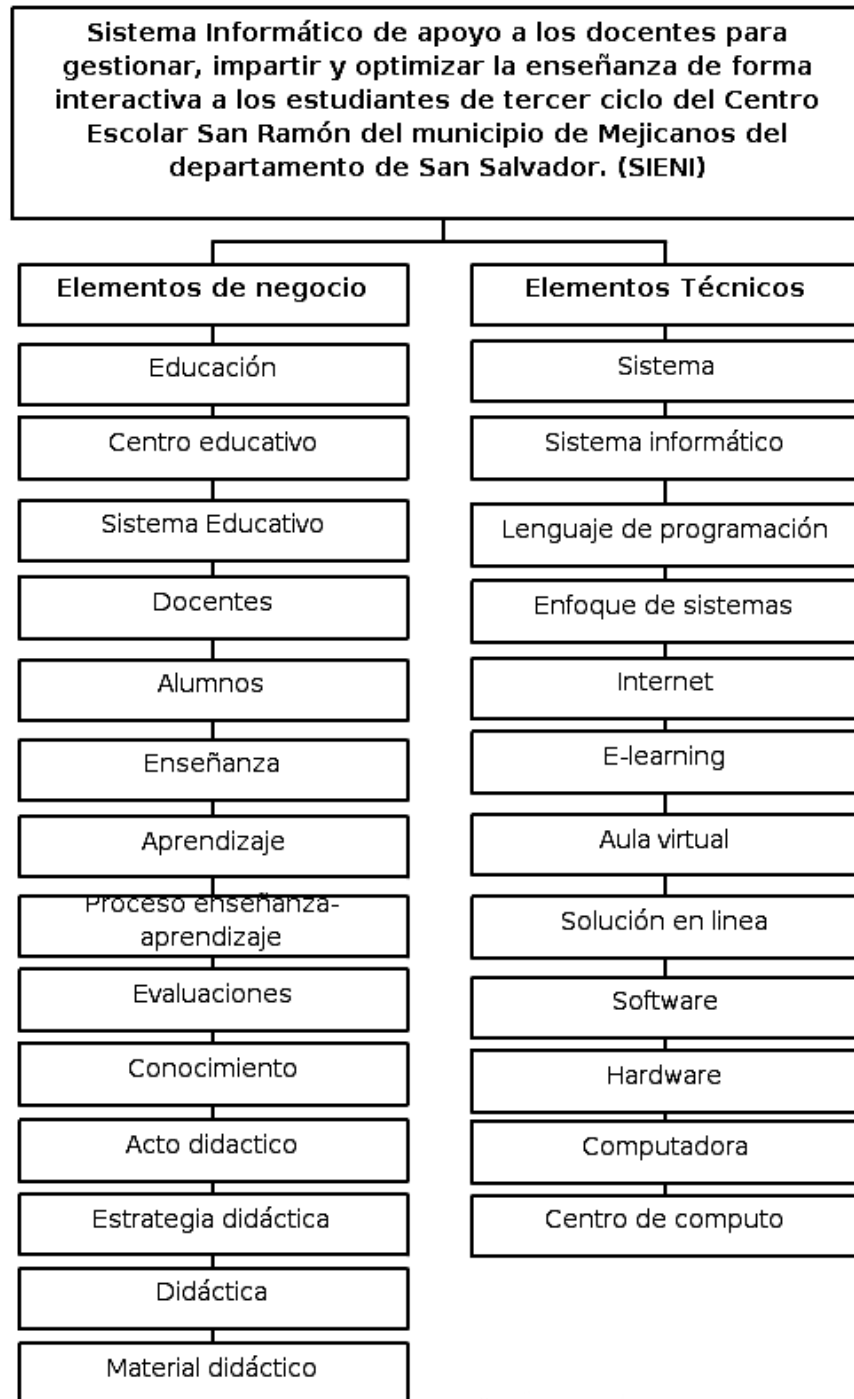 Sistema Informático de apoyo a los docentes para
gestionar, impartir y optimizar la enseñanza de forma
interactiva a los estudiantes de tercer ciclo del Centro
Escolar San Ramón del municipio de Mejicanos del
departamento de San Salvador. (SIENI)
Elementos de negocio
Educación
Centro educativo
Sistema Educativo
Docentes
Alumnos
Enseñanza
Aprendizaje
Proceso enseñanza-
aprendizaje
Evaluaciones
Conocimiento
Acto didactico
Estrategia didáctica
Didáctica
Material didáctico
Elementos Técnicos
Sistema
Sistema informático
Lenguaje de programación
Enfoque de sistemas
Internet
E-learning
Aula virtual
Solución en linea
Software
Hardware
Computadora
Centro de computo